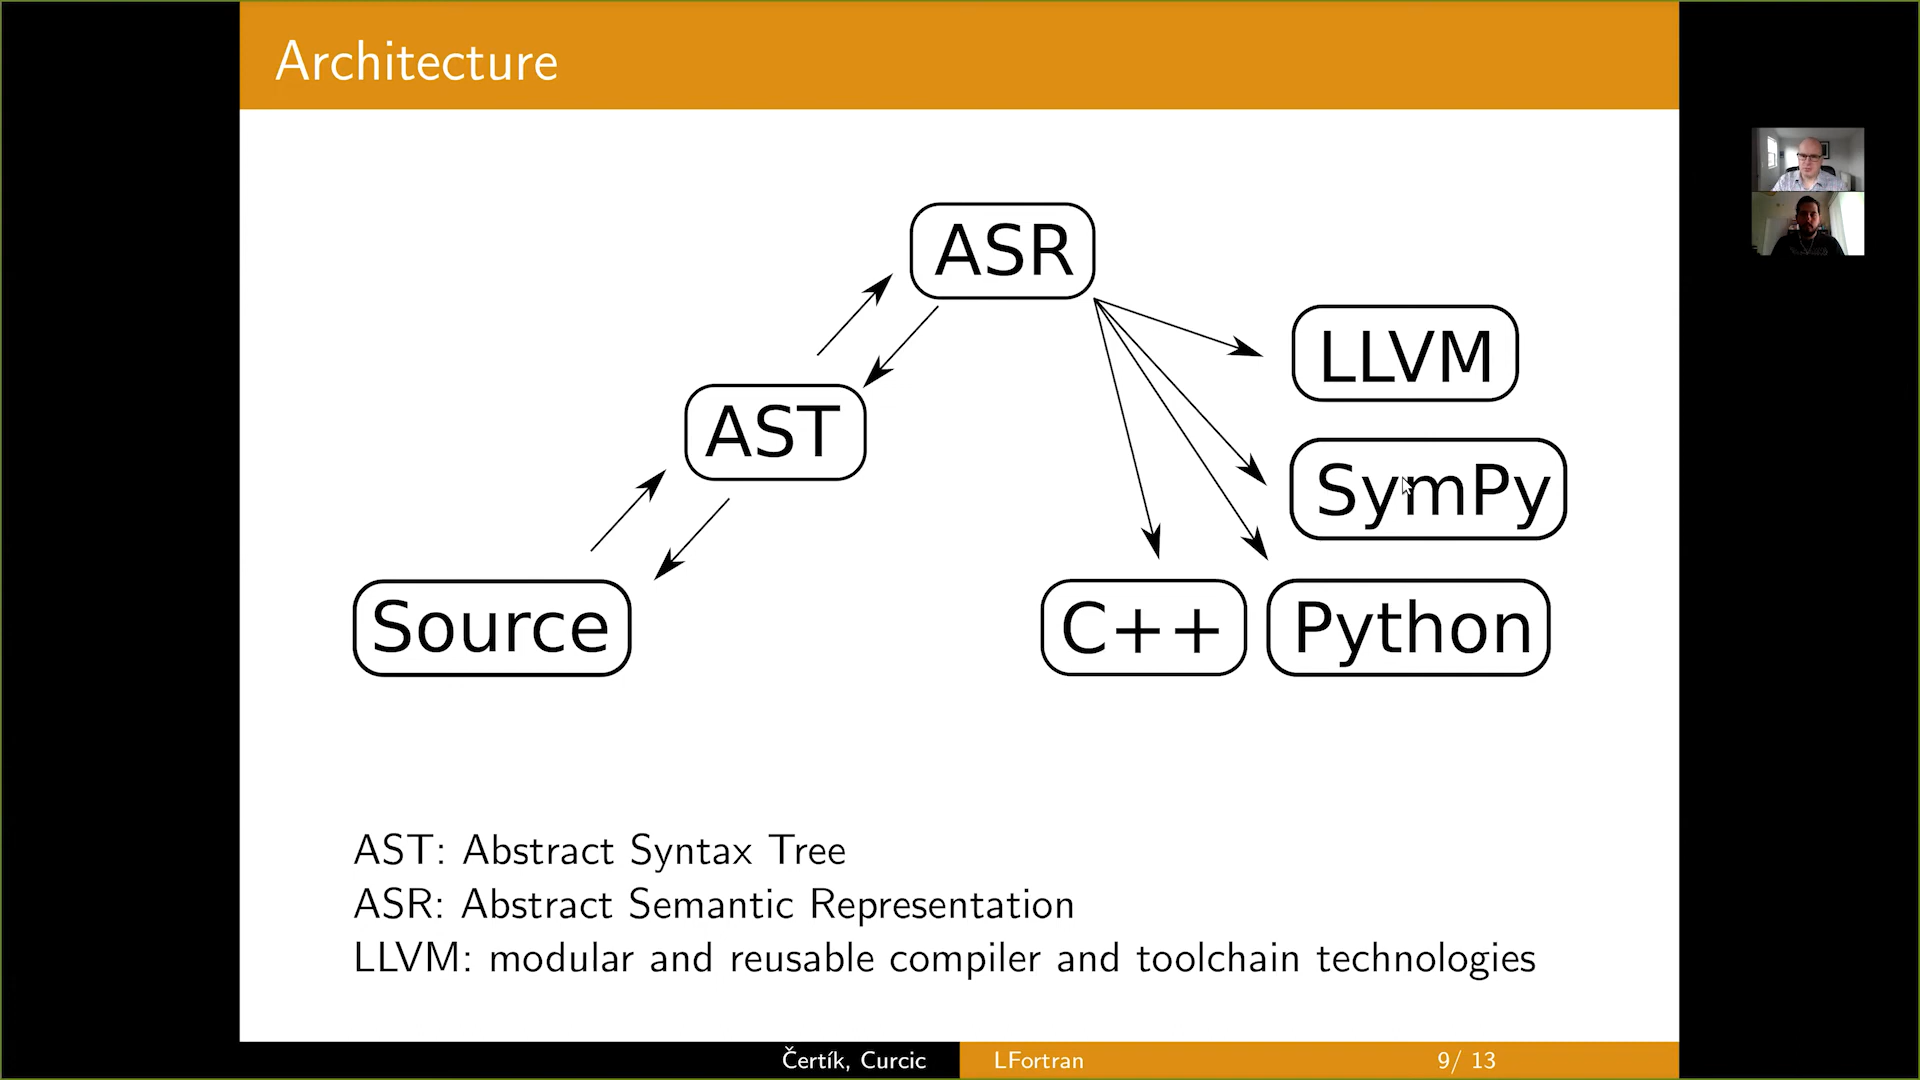 Architecture
ASR
LLVM
AST
SymPy
Source
C++
Python
AST: Abstract Syntax Tree
ASR: Abstract Semantic Representation
LLVM: modular and reusable compiler and toolchain technologies
Čertík, Curcic
LFortran
9/ 13